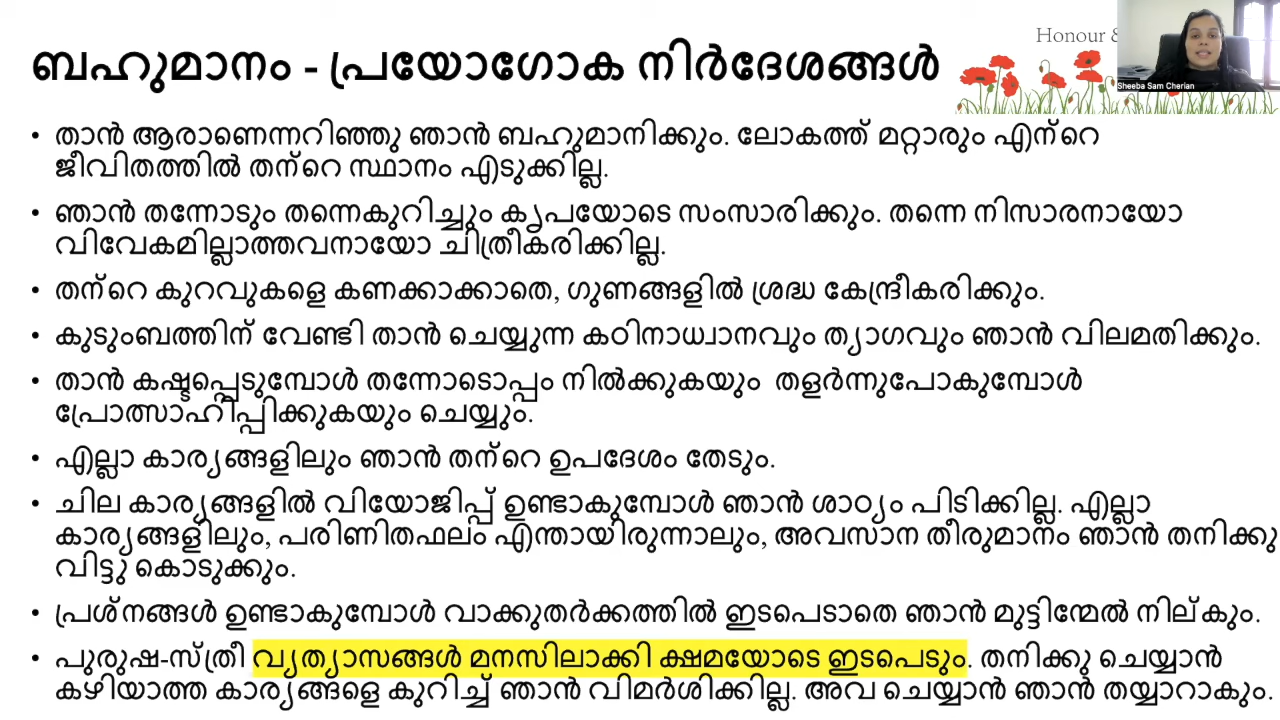 Honour &
Sheeba Sam Cherian
ബഹുമാനം - പ്രയോഗോക നിർദേശങ്ങൾ
• താൻ ആരാണെന്നറിഞ്ഞു ഞാൻ ബഹുമാനിക്കും. ലോകത്ത് മറ്റാരും എന്റെ
ജീവിതത്തിൽ തന്റെ സ്ഥാനം എടുക്കില്ല.
• ഞാൻ തന്നോടും തന്നെകുറിച്ചും കൃപയോടെ സംസാരിക്കും. തന്നെ നിസാരനായോ
വിവേകമില്ലാത്തവനായോ ചിത്രീകരിക്കില്ല.
• തന്റെ കുറവുകളെ കണക്കാക്കാതെ, ഗുണങ്ങളിൽ ശ്രദ്ധ കേന്ദ്രീകരിക്കും.
• കുടുംബത്തിന് വേണ്ടി താൻ ചെയ്യുന്ന കഠിനാധ്വാനവും ത്യാഗവും ഞാൻ വിലമതിക്കും.
• താൻ കഷ്ടപ്പെടുമ്പോൾ തന്നോടൊപ്പം നിൽക്കുകയും തളർന്നുപോകുമ്പോൾ
പ്രോത്സാഹിപ്പിക്കുകയും ചെയ്യും.
• എല്ലാ കാര്യങ്ങളിലും ഞാൻ തന്റെ ഉപദേശം തേടും.
• ചില കാര്യങ്ങളിൽ വിയോജിപ്പ് ഉണ്ടാകുമ്പോൾ ഞാൻ ശാഠ്യം പിടിക്കില്ല. എല്ലാ
കാര്യങ്ങളിലും, പരിണിതഫലം എന്തായിരുന്നാലും, അവസാന തീരുമാനം ഞാൻ തനിക്കു
വിട്ടു കൊടുക്കും.
• പ്രശ്നങ്ങൾ ഉണ്ടാകുമ്പോൾ വാക്കുതർക്കത്തിൽ ഇടപെടാതെ ഞാൻ മുട്ടിന്മേൽ നില്കും.
• പുരുഷ-സ്ത്രീ വ്യത്യാസങ്ങൾ മനസിലാക്കി ക്ഷമയോടെ ഇടപെടും. തനിക്കു ചെയ്യാൻ
കഴിയാത്ത കാര്യങ്ങളെ കുറിച്ച് ഞാൻ വിമർശിക്കില്ല. അവ ചെയ്യാൻ ഞാൻ തയ്യാറാകും.